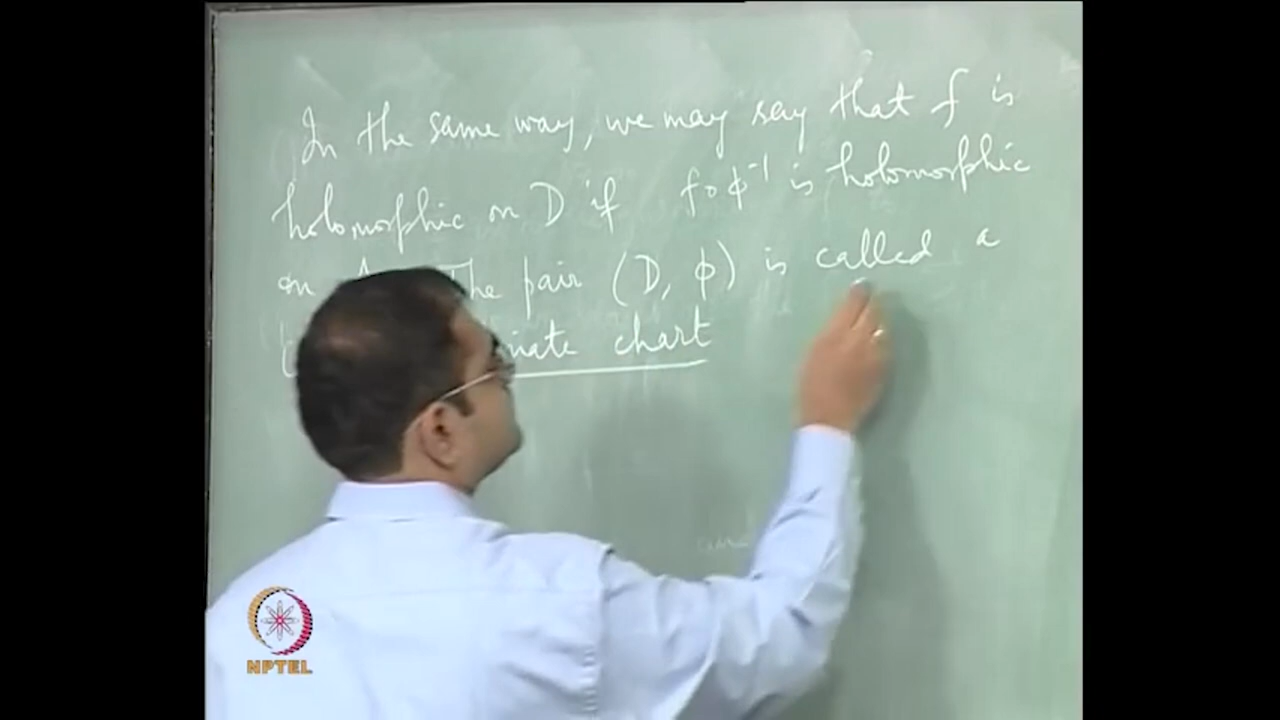 In the same way, we may say that f is
holomorphic on D if f∘ϕ⁻¹ is holomorphic
on The pair (D, ϕ) is called a
chart
NPTEL